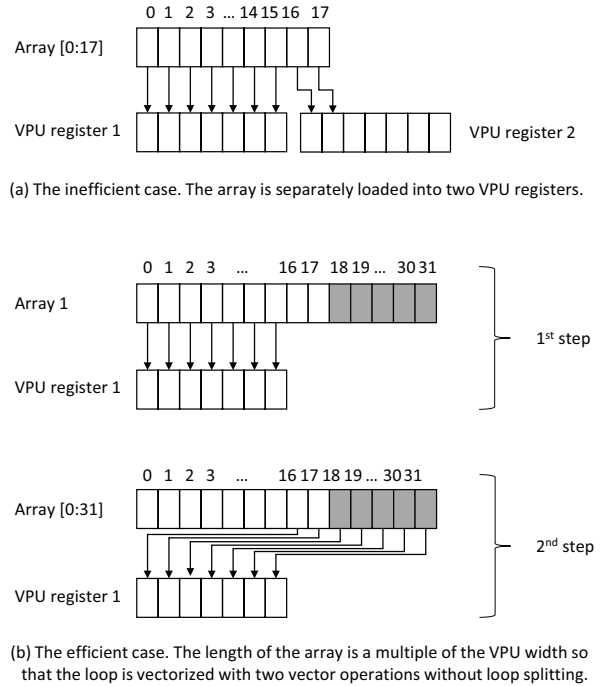 0 1 2 3 ... 14 15 16 17
Array [0:17]
VPU register 1
VPU register 2
(a) The inefficient case. The array is separately loaded into two VPU registers.
0 1 2 3 ... 16 17 18 19 ... 30 31
Array 1
1st step
VPU register 1
0 1 2 3 ... 16 17 18 19 ... 30 31
Array [0:31]
2nd step
VPU register 1
(b) The efficient case. The length of the array is a multiple of the VPU width so
that the loop is vectorized with two vector operations without loop splitting.